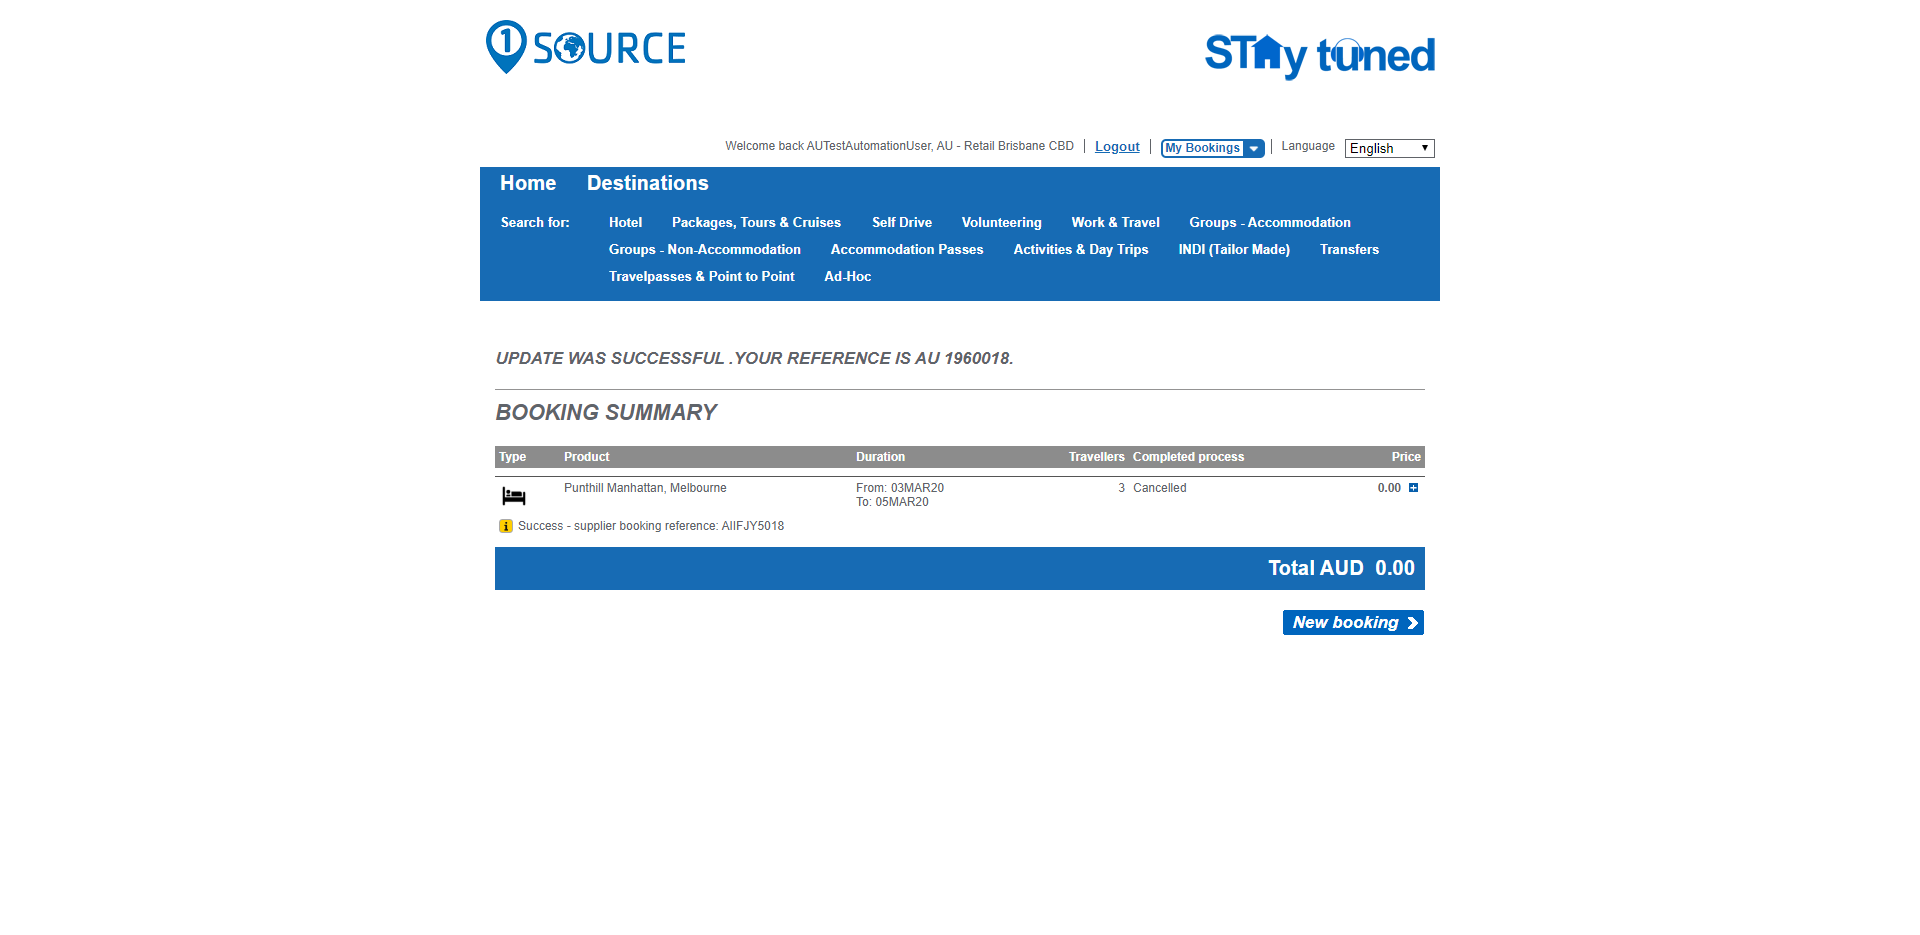 1 SOURCE
STAy tuned
Welcome back AUTestAutomationUser, AU - Retail Brisbane CBD | Logout | My Bookings | Language English
Home Destinations
Search for: Hotel Packages, Tours & Cruises Self Drive Volunteering Work & Travel Groups - Accommodation
Groups - Non-Accommodation Accommodation Passes Activities & Day Trips INDI (Tailor Made) Transfers
Travelpasses & Point to Point Ad-Hoc
UPDATE WAS SUCCESSFUL .YOUR REFERENCE IS AU 1960018.
BOOKING SUMMARY
Type Product Duration Travellers Completed process Price
Punthill Manhattan, Melbourne From: 03MAR20 3 Cancelled 0.00
To: 05MAR20
Success - supplier booking reference: AIIFJY5018
Total AUD 0.00
New booking